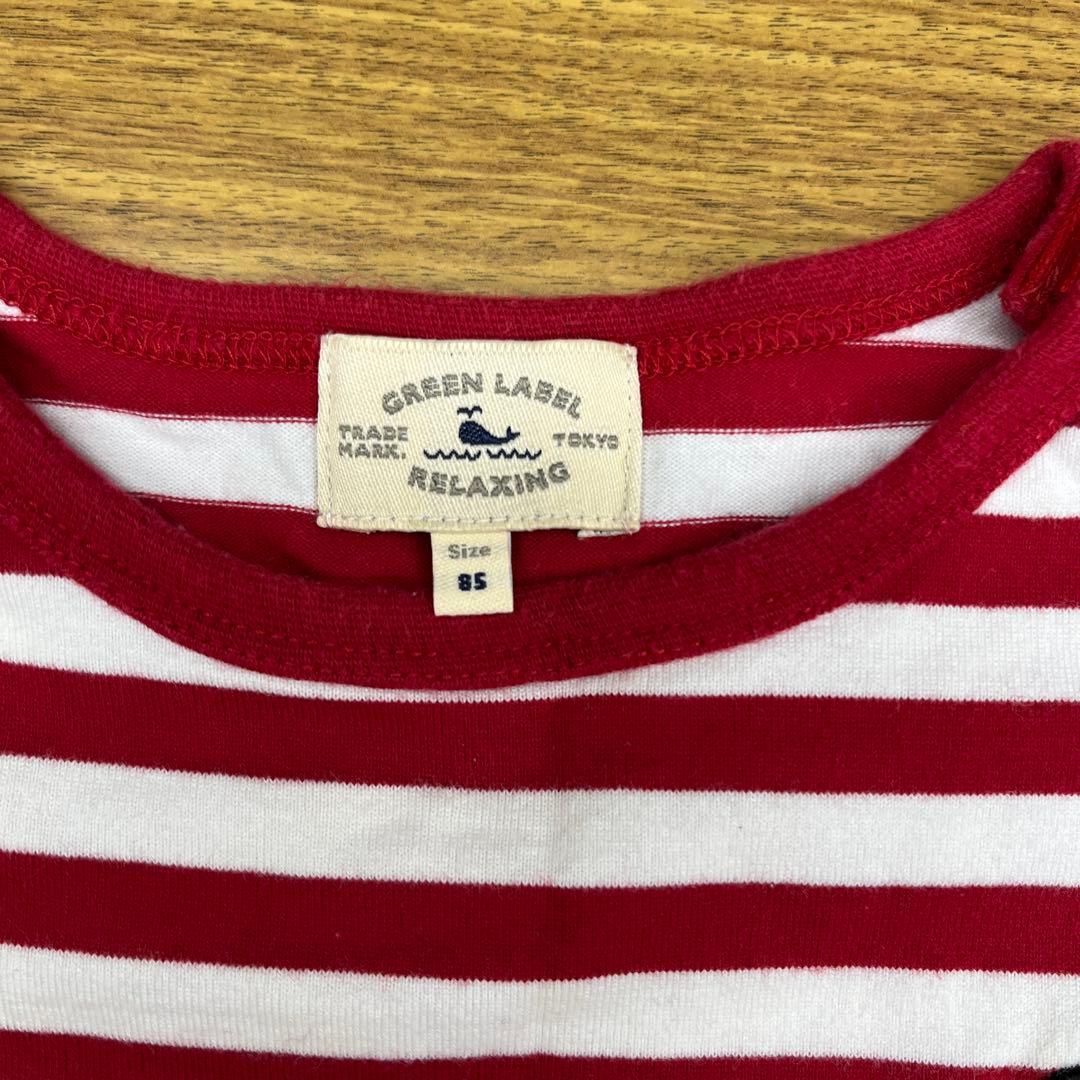 GREEN LABEL
TRADE MARK.
TOKYO
RELAXING
Size
85